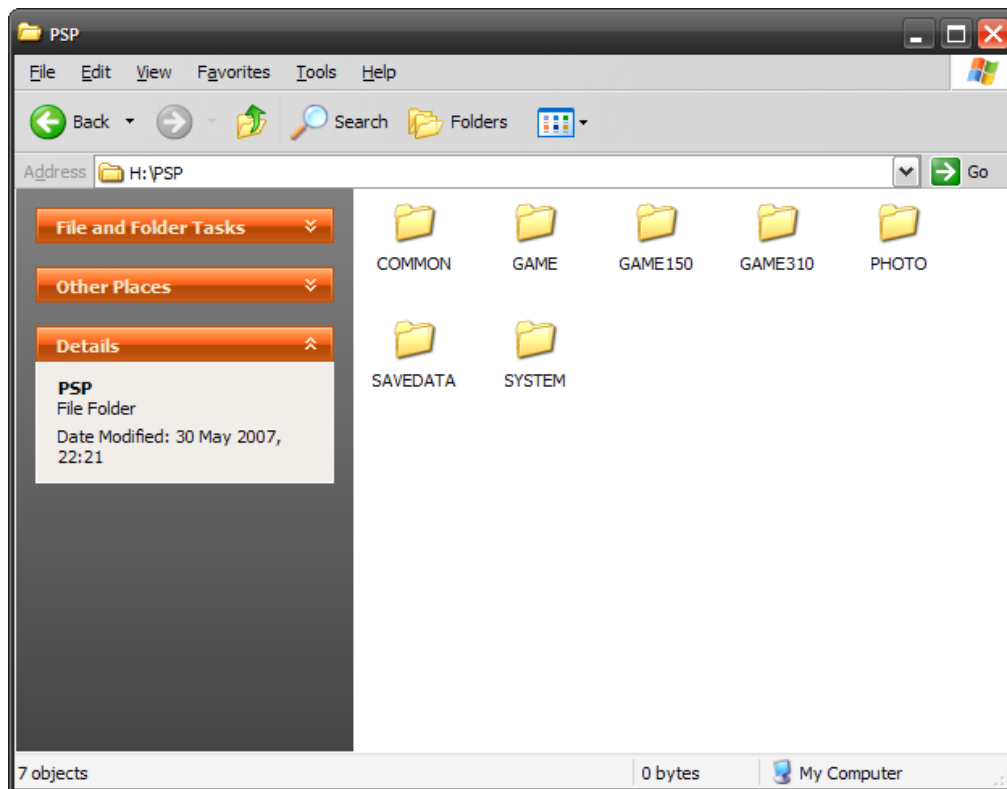 PSP
File Edit View Favorites Tools Help
Back Search Folders
Address H:\PSP Go
File and Folder Tasks
Other Places
Details
PSP
File Folder
Date Modified: 30 May 2007,
22:21
COMMON GAME GAME150 GAME310 PHOTO
SAVEDATA SYSTEM
7 objects 0 bytes My Computer